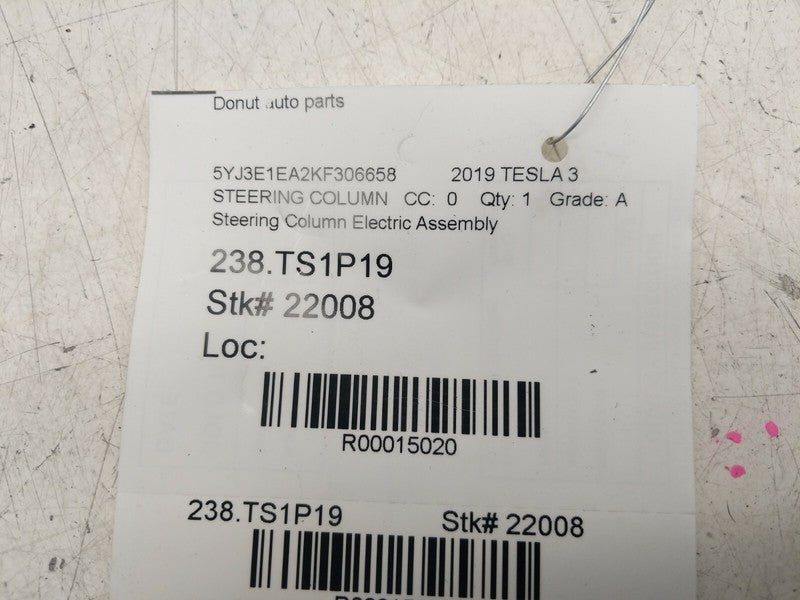 Donut auto parts
5YJ3E1EA2KF306658 2019 TESLA 3
STEERING COLUMN CC: 0 Qty: 1 Grade: A
Steering Column Electric Assembly
238.TS1P19
Stk# 22008
Loc:
R00015020
238.TS1P19 Stk# 22008